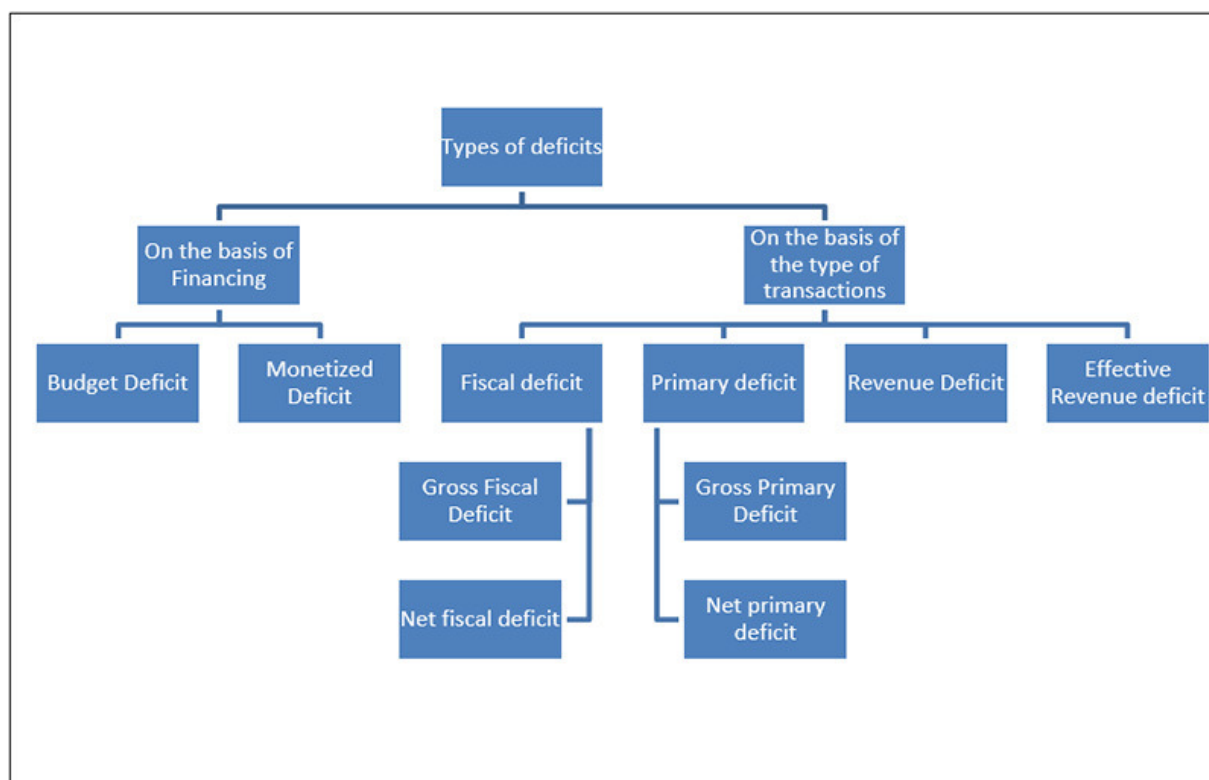 Types of deficits
On the basis of
Financing
On the basis of
the type of
transactions
Budget Deficit
Monetized
Deficit
Fiscal deficit
Primary deficit
Revenue Deficit
Effective
Revenue deficit
Gross Fiscal
Deficit
Gross Primary
Deficit
Net fiscal deficit
Net primary
deficit